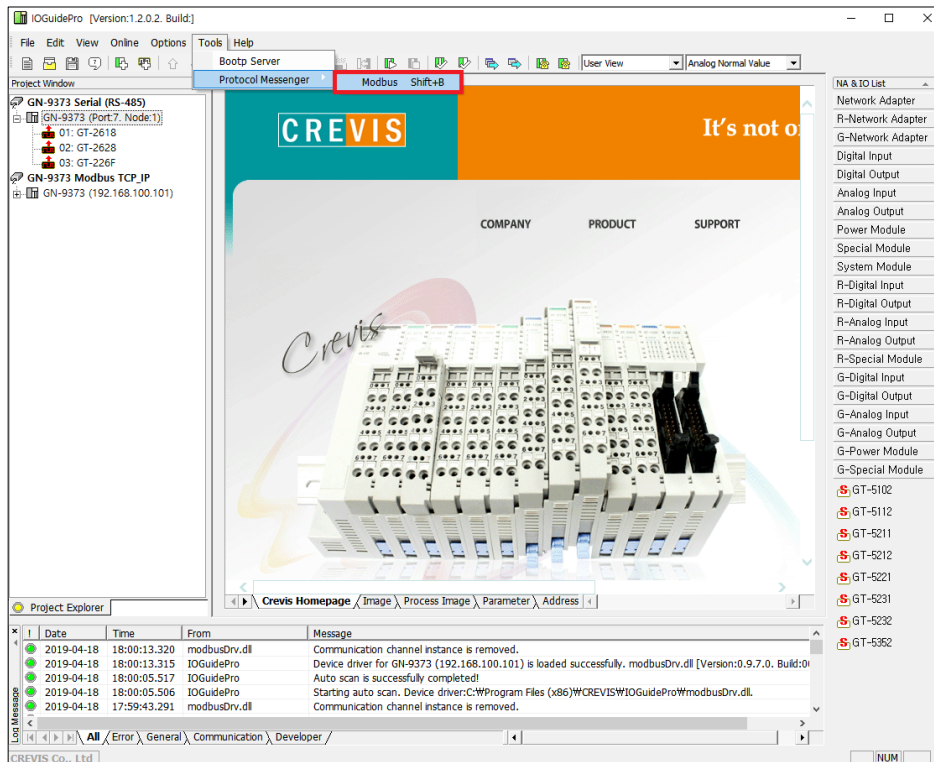 IOGuidePro [Version:1.2.0.2. Build:]
File Edit View Online Options Tools Help
Bootp Server
Protocol Messenger
Modbus Shift+B
User View
Analog Normal Value
Project Window
GN-9373 Serial (RS-485)
GN-9373 (Port:7. Node:1)
01: GT-2618
02: GT-2628
03: GT-226F
GN-9373 Modbus TCP_IP
GN-9373 (192.168.100.101)
Project Explorer
CREVIS
It's not o
COMPANY PRODUCT SUPPORT
Crevis
Crevis Homepage Image Process Image Parameter Address
NA & IO List
Network Adapter
R-Network Adapter
G-Network Adapter
Digital Input
Digital Output
Analog Input
Analog Output
Power Module
Special Module
System Module
R-Digital Input
R-Digital Output
R-Analog Input
R-Analog Output
R-Special Module
G-Digital Input
G-Digital Output
G-Analog Input
G-Analog Output
G-Power Module
G-Special Module
GT-5102
GT-5112
GT-5211
GT-5212
GT-5221
GT-5231
GT-5232
GT-5352
! Date Time From Message
2019-04-18 18:00:13.320 modbusDrv.dll Communication channel instance is removed.
2019-04-18 18:00:13.315 IOGuidePro Device driver for GN-9373 (192.168.100.101) is loaded successfully. modbusDrv.dll [Version:0.9.7.0. Build:0
2019-04-18 18:00:05.517 IOGuidePro Auto scan is successfully completed!
2019-04-18 18:00:05.506 IOGuidePro Starting auto scan. Device driver:C:₩Program Files (x86)₩CREVIS₩IOGuidePro₩modbusDrv.dll.
2019-04-18 17:59:43.291 modbusDrv.dll Communication channel instance is removed.
Log Message
All Error General Communication Developer
CREVIS Co., Ltd
NUM